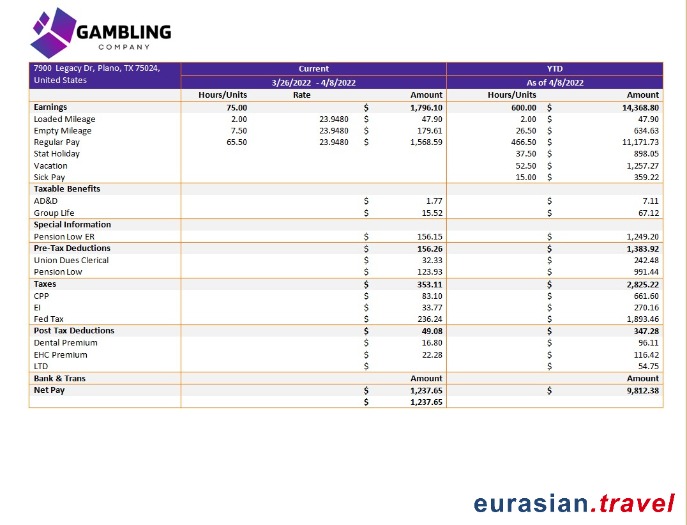 GAMBLING
COMPANY
7900 Legacy Dr, Plano, TX 75024, Current YTD
United States 3/26/2022 - 4/8/2022 As of 4/8/2022
Hours/Units Rate Amount Hours/Units Amount
Earnings 75.00 $ 1,796.10 600.00 $ 14,368.80
Loaded Mileage 2.00 23.9480 $ 47.90 2.00 $ 47.90
Empty Mileage 7.50 23.9480 $ 179.61 26.50 $ 634.63
Regular Pay 65.50 23.9480 $ 1,568.59 466.50 $ 11,171.73
Stat Holiday 37.50 $ 898.05
Vacation 52.50 $ 1,257.27
Sick Pay 15.00 $ 359.22
Taxable Benefits
AD&D $ 1.77 $ 7.11
Group Life $ 15.52 $ 67.12
Special Information
Pension Low ER $ 156.15 $ 1,249.20
Pre-Tax Deductions $ 156.26 $ 1,383.92
Union Dues Clerical $ 32.33 $ 242.48
Pension Low $ 123.93 $ 991.44
Taxes $ 353.11 $ 2,825.22
CPP $ 83.10 $ 661.60
EI $ 33.77 $ 270.16
Fed Tax $ 236.24 $ 1,893.46
Post Tax Deductions $ 49.08 $ 347.28
Dental Premium $ 16.80 $ 96.11
EHC Premium $ 22.28 $ 116.42
LTD $ $ 54.75
Bank & Trans Amount Amount
Net Pay $ 1,237.65 $ 9,812.38
$ 1,237.65
eurasian.travel